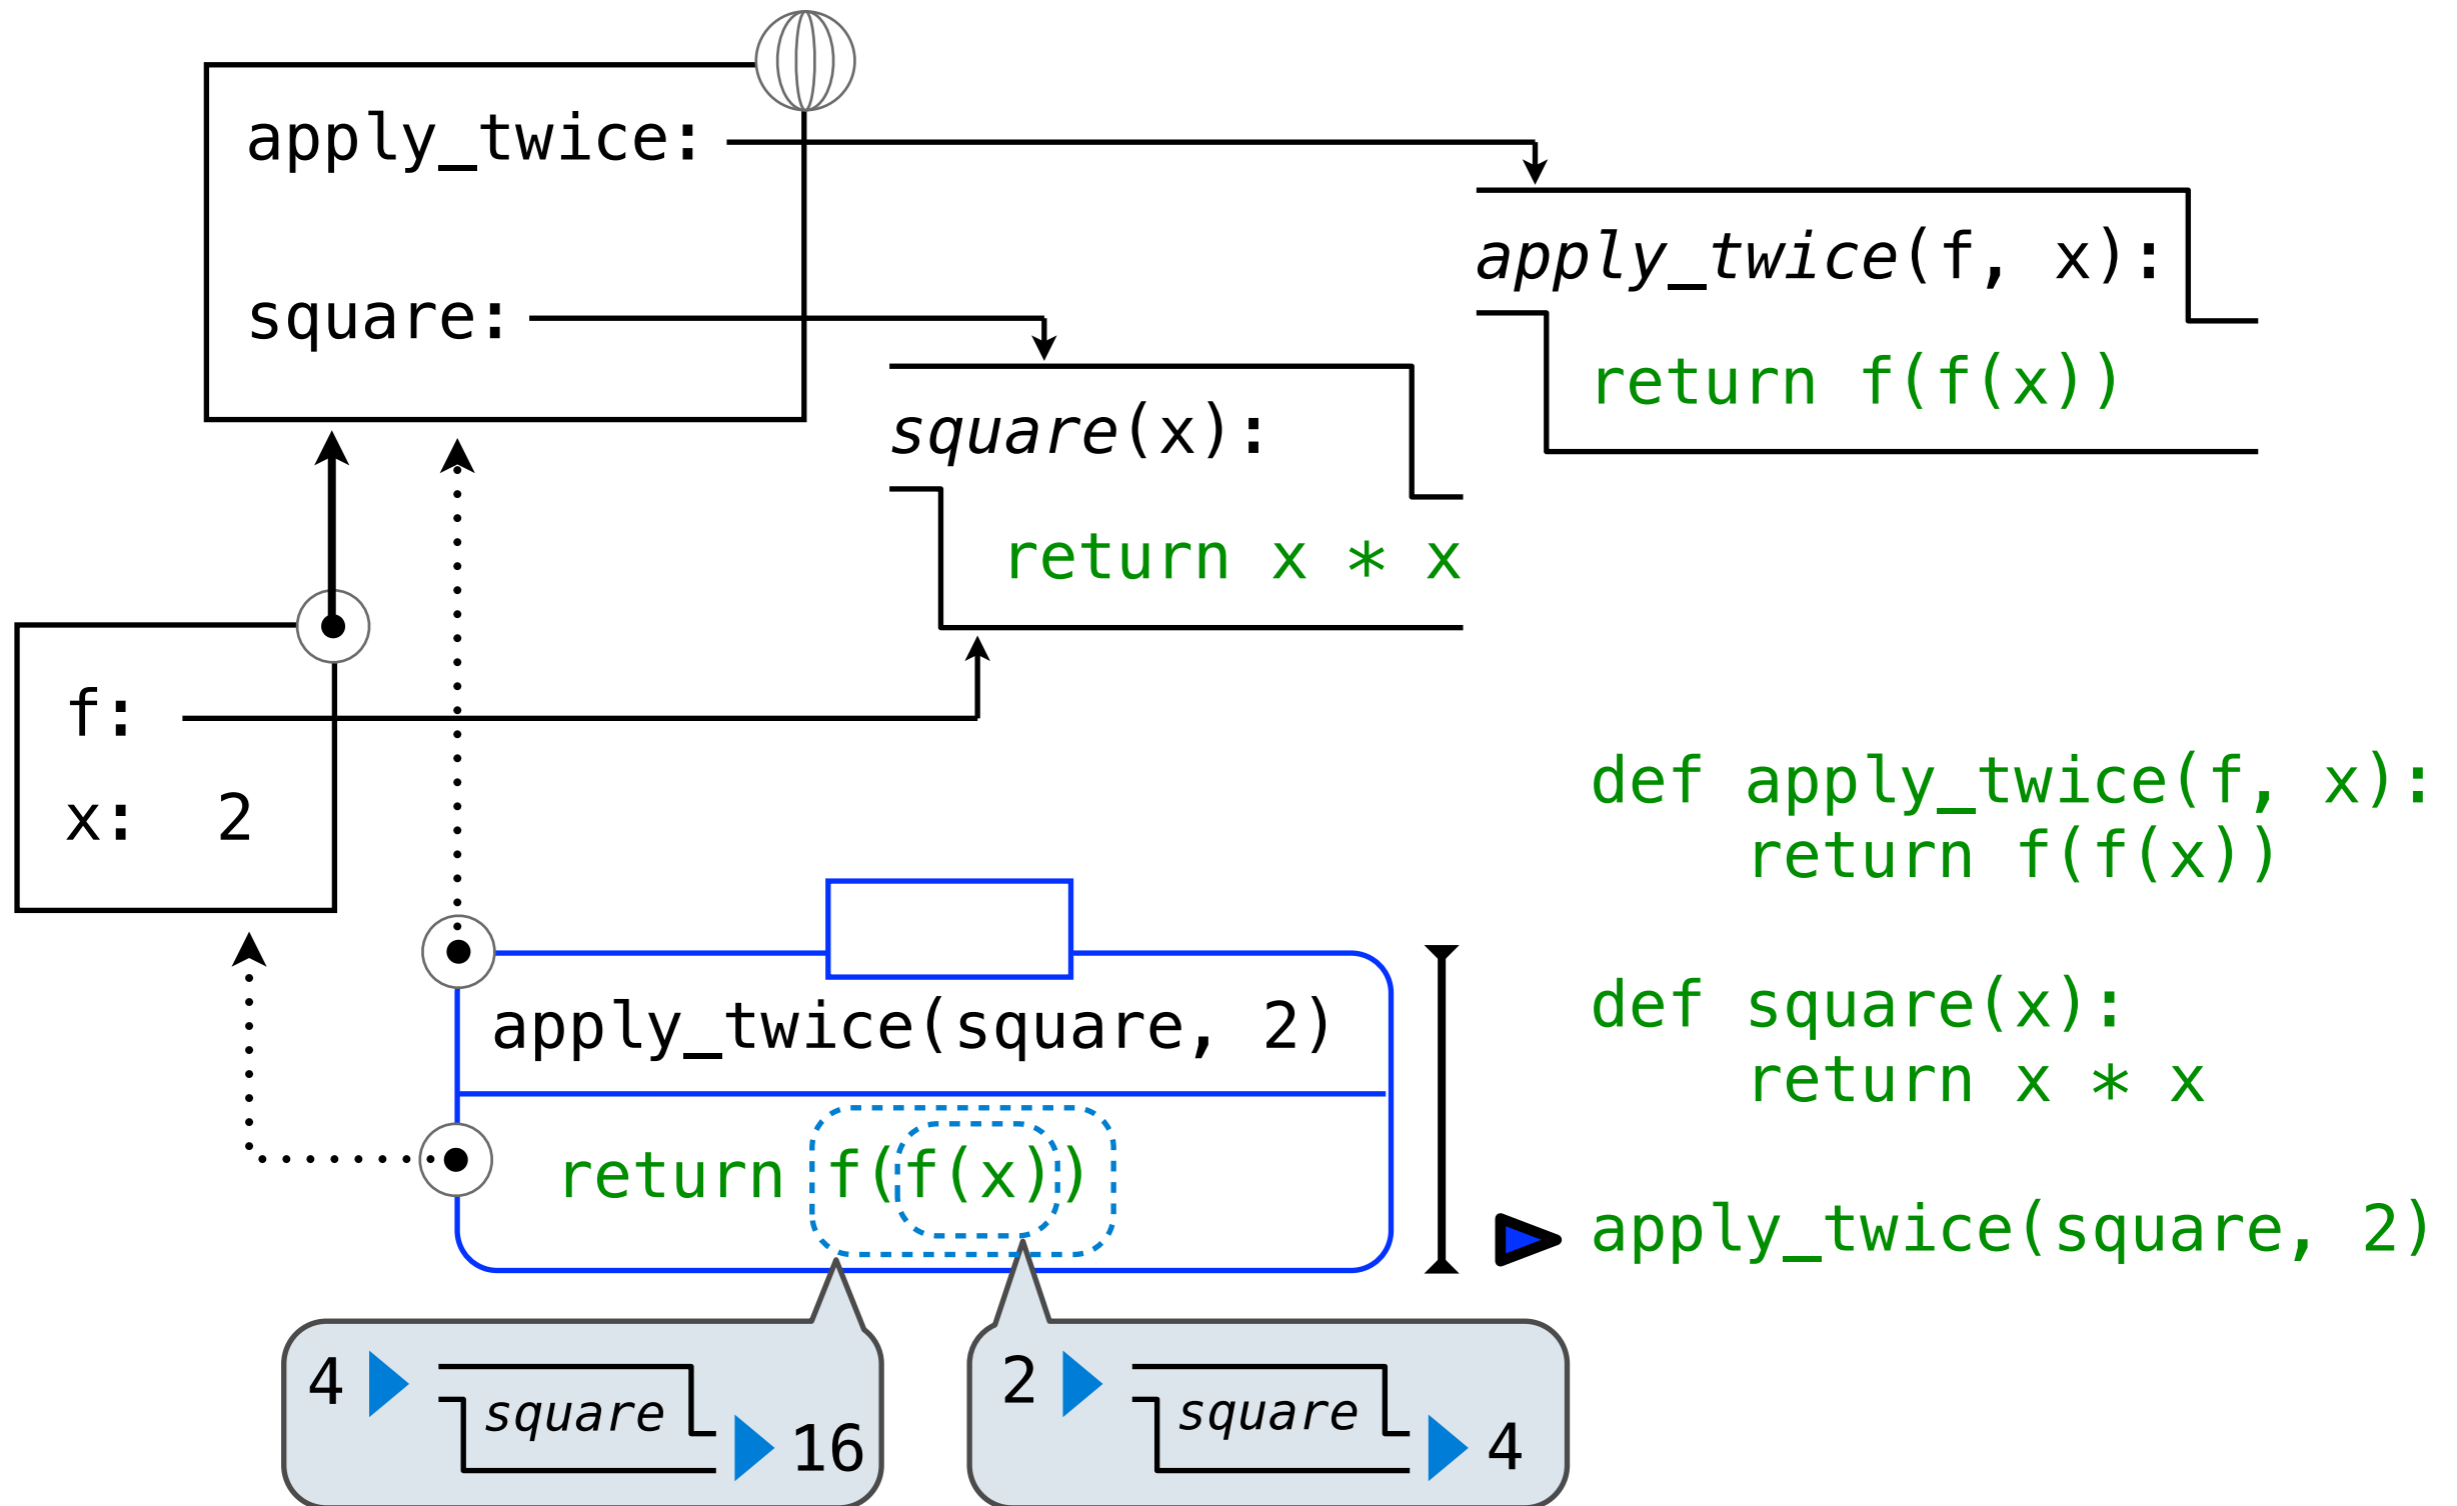 apply_twice:
square:
apply_twice(f, x):
return f(f(x))
square(x):
return x * x
f:
x: 2
apply_twice(square, 2)
return f(f(x))
4 square 16
2 square 4
def apply_twice(f, x):
    return f(f(x))
def square(x):
    return x * x
apply_twice(square, 2)